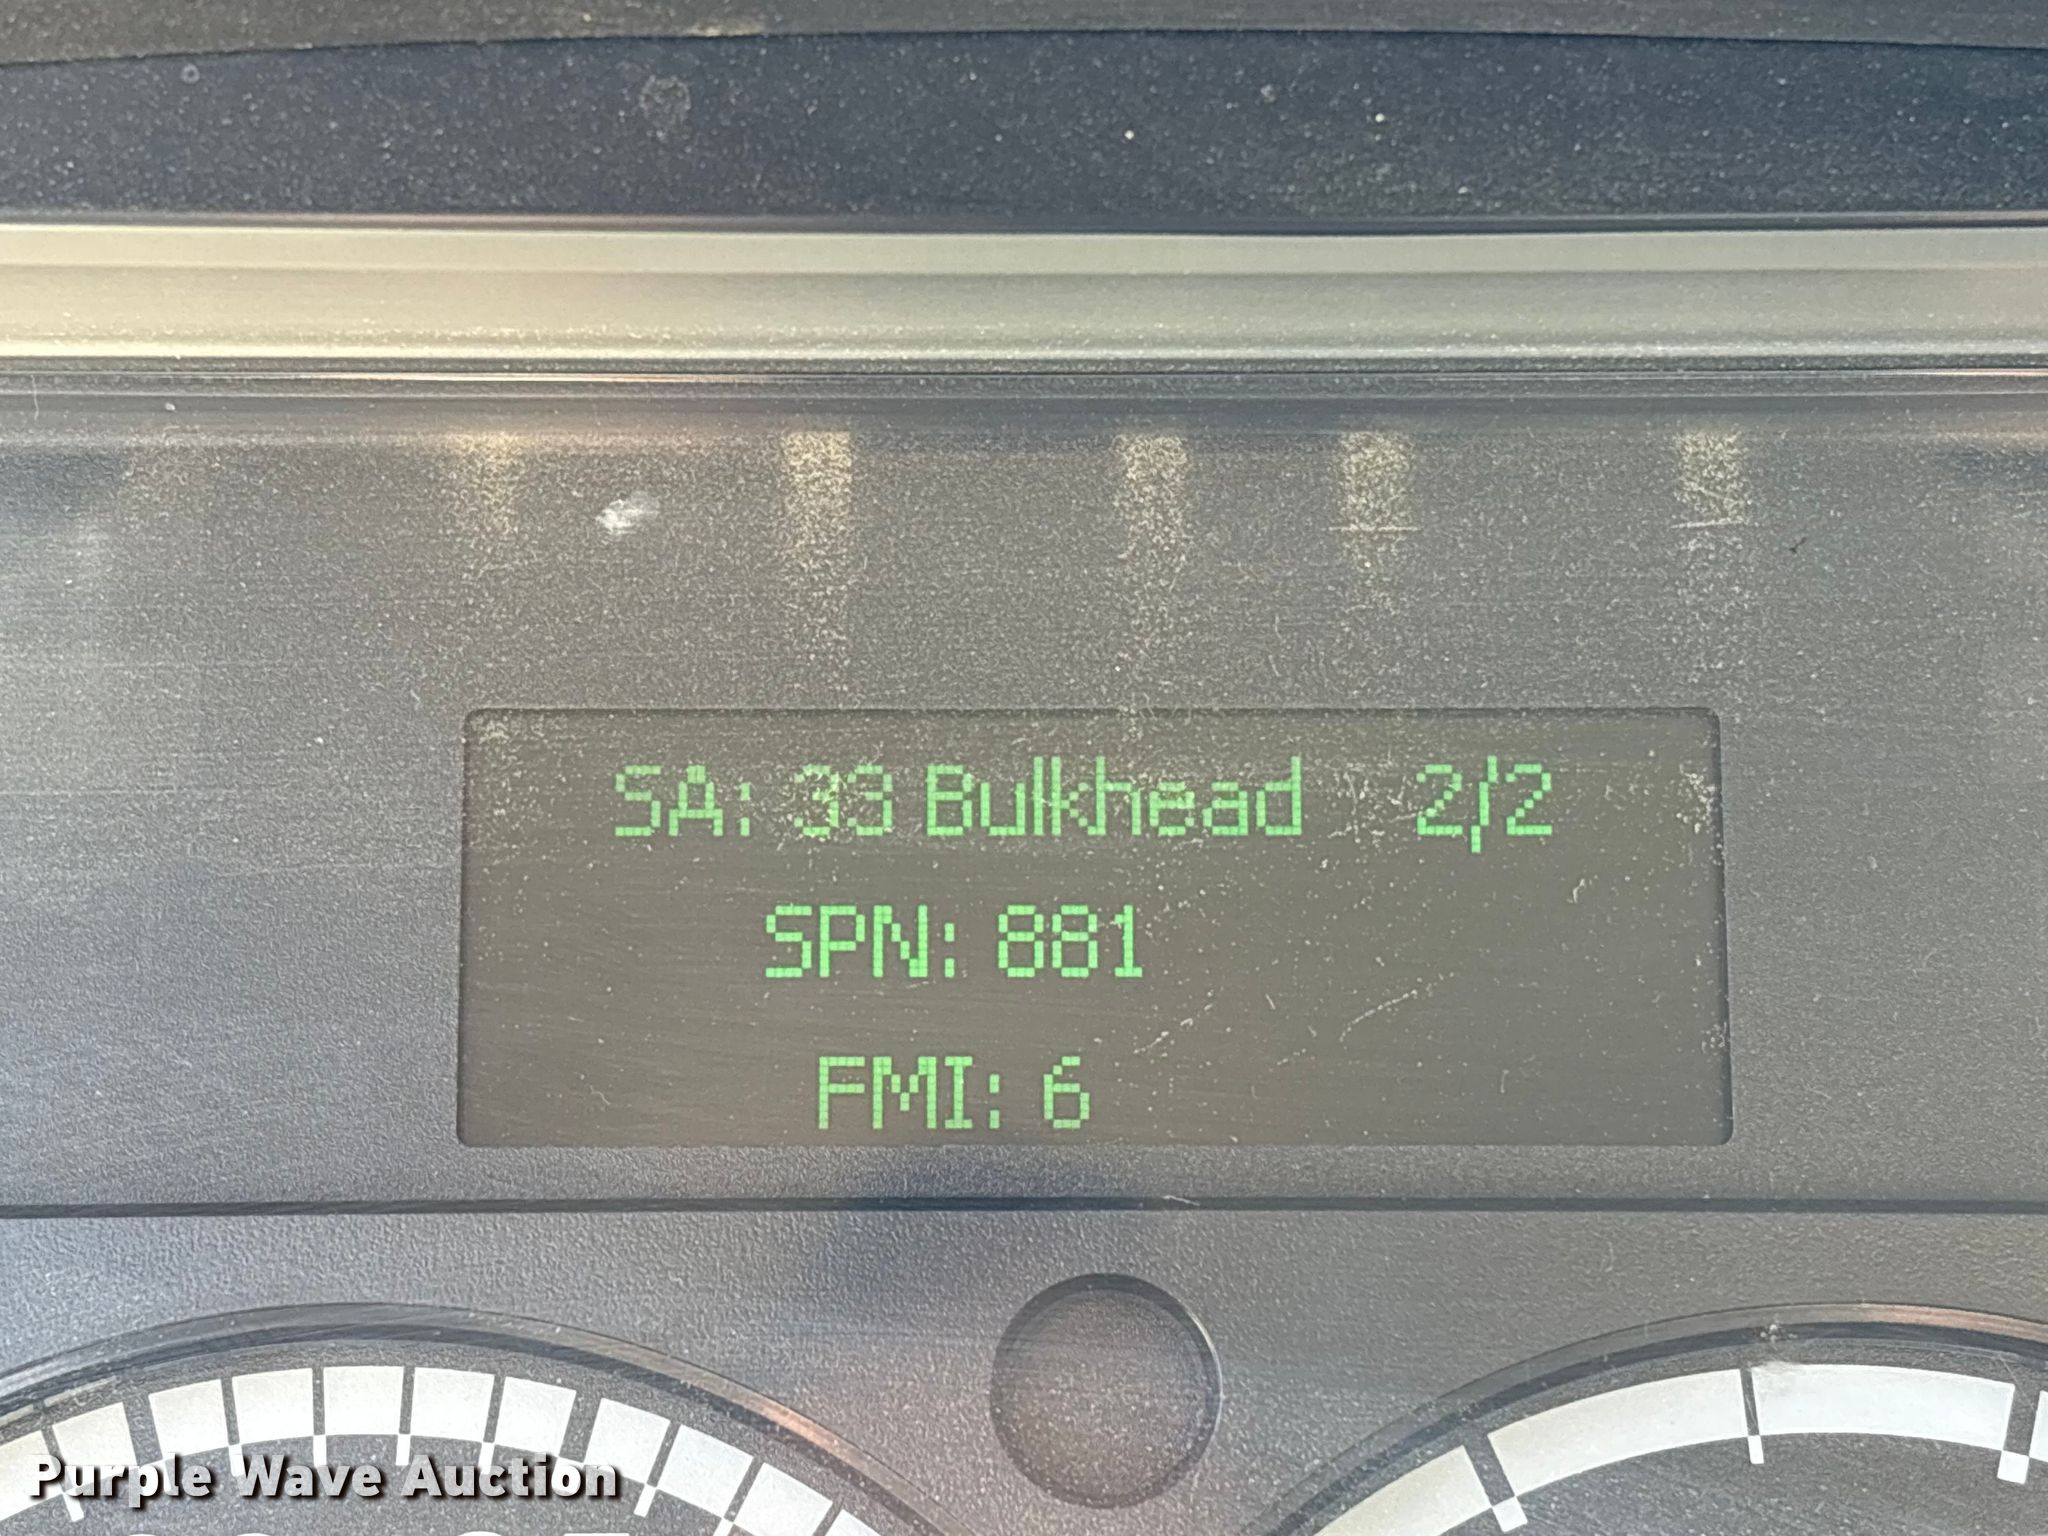 SA: 33 Bulkhead 2/2
SPN: 881
FMI: 6
Purple Wave Auction